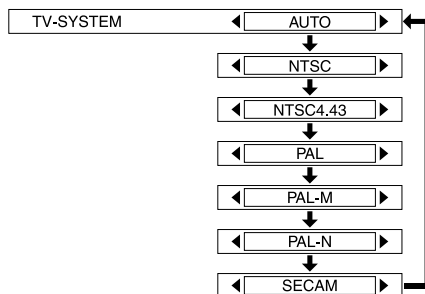 TV-SYSTEM AUTO
NTSC
NTSC4.43
PAL
PAL-M
PAL-N
SECAM